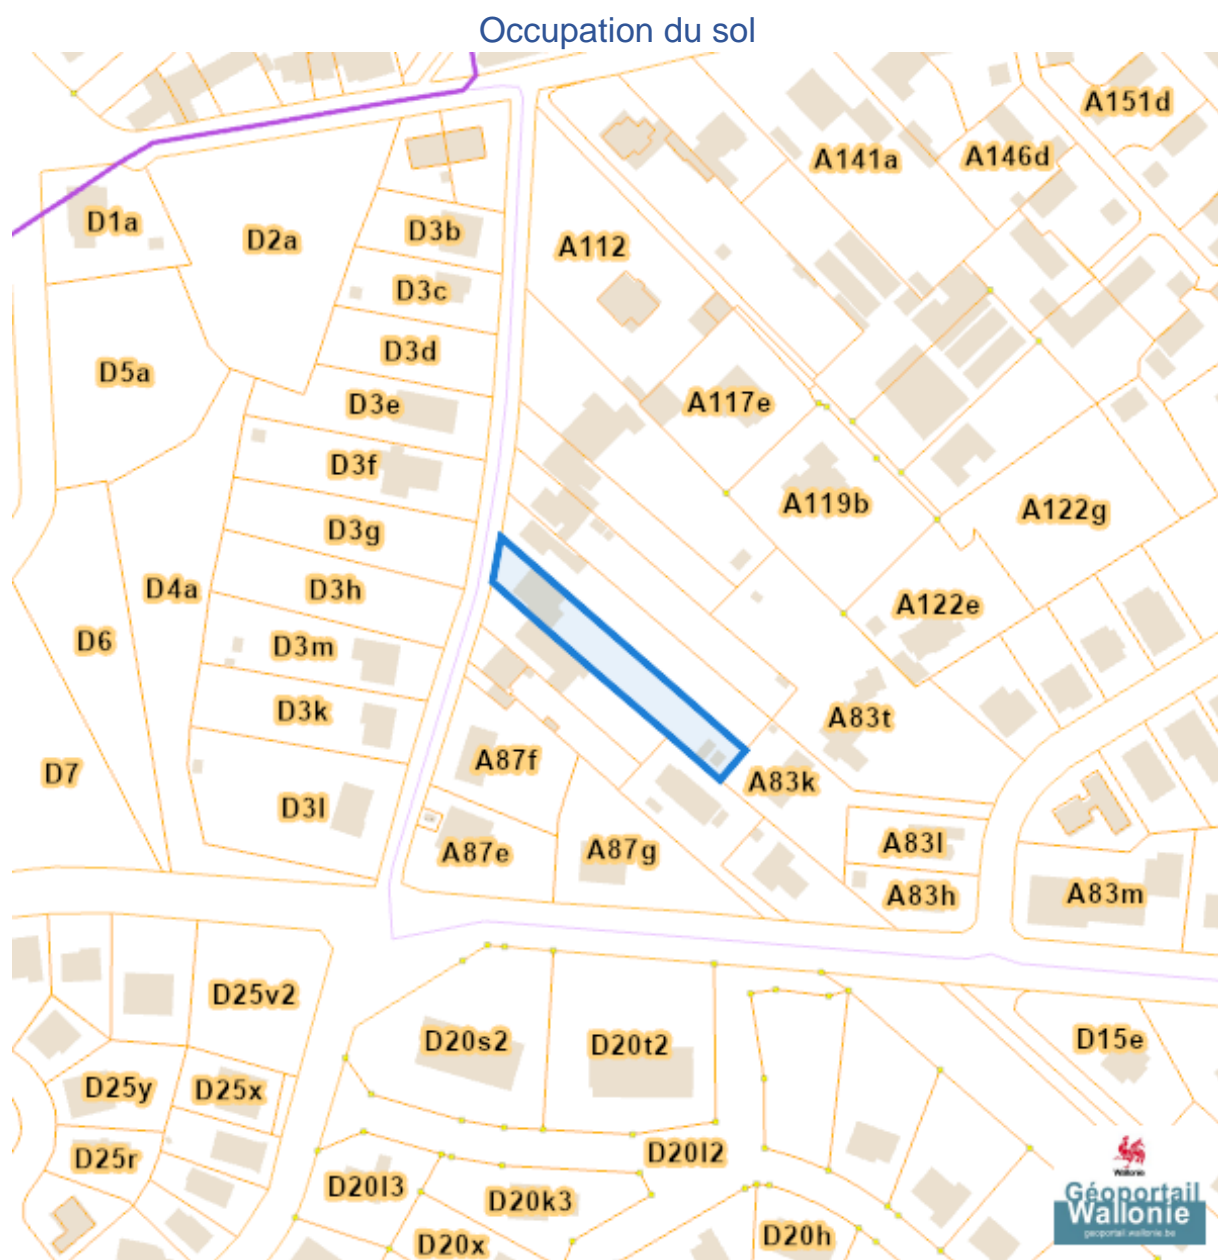 Occupation du sol
A151d
A141a
A146d
D1a
D2a
D3b
A112
D3c
D3d
D5a
D3e
A117e
D3f
A119b
A122g
D3g
D4a
D3h
A122e
D6
D3m
D3k
A83t
D7
A87f
A83k
D3l
A87e
A87g
A83l
A83h
A83m
D25v2
D20s2
D20t2
D15e
D25y
D25x
D25r
D20l2
D20l3
D20k3
D20x
D20h
Wallonie
Géoportail
Wallonie
geoportail.wallonie.be